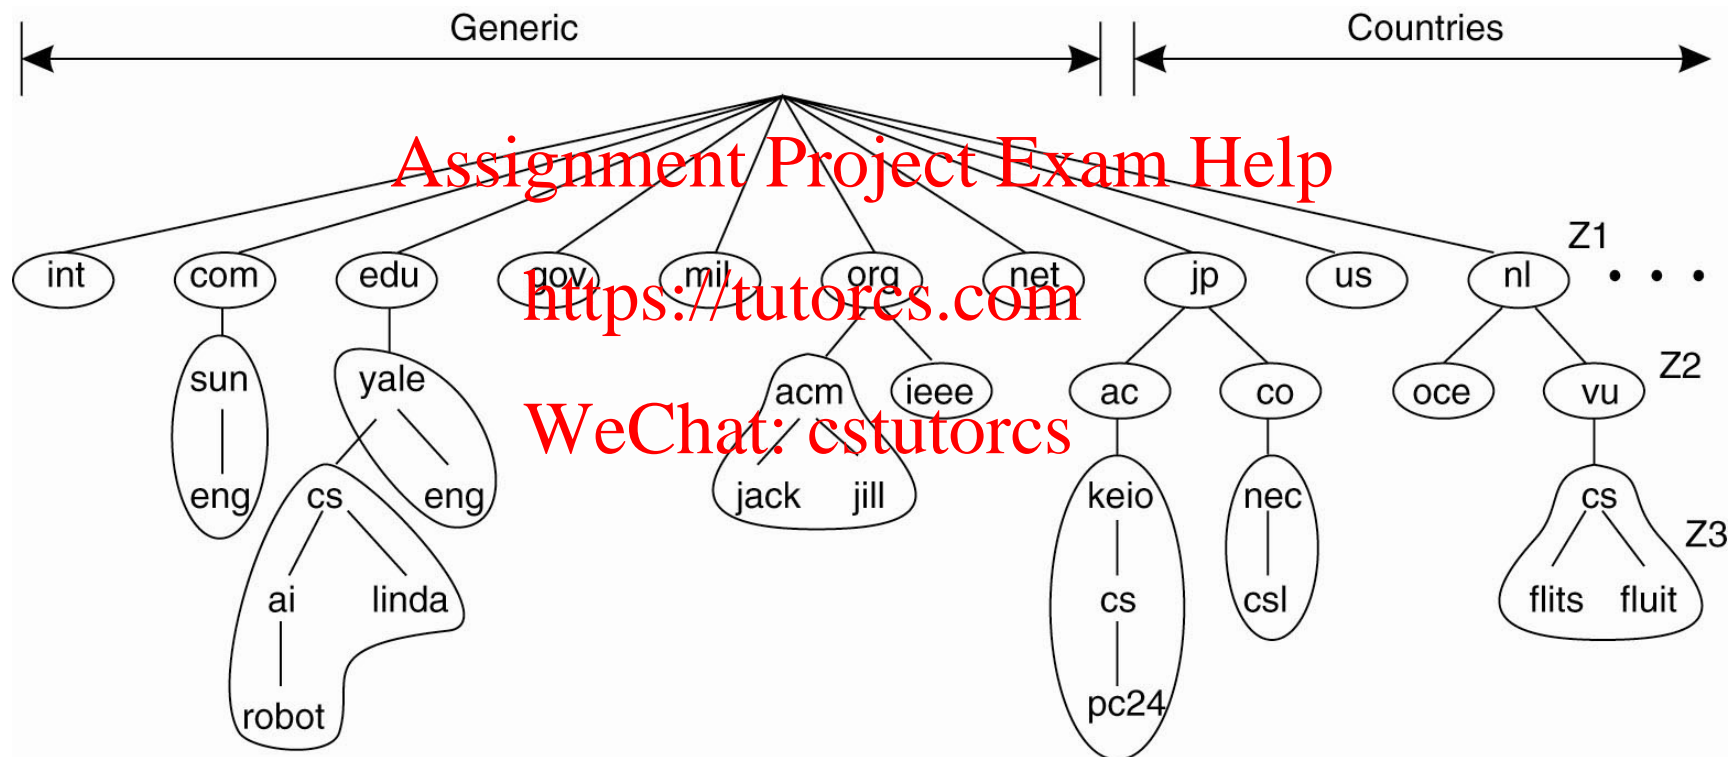 Generic Countries
Assignment Project Exam Help
Z1
int com edu gov mil org net jp us nl • • •
https://tutorcs.com
Z2
sun yale acm ieee ac co oce vu
WeChat: cstutorcs
eng cs eng jack jill keio nec cs
Z3
ai linda cs csl flits fluit
robot pc24